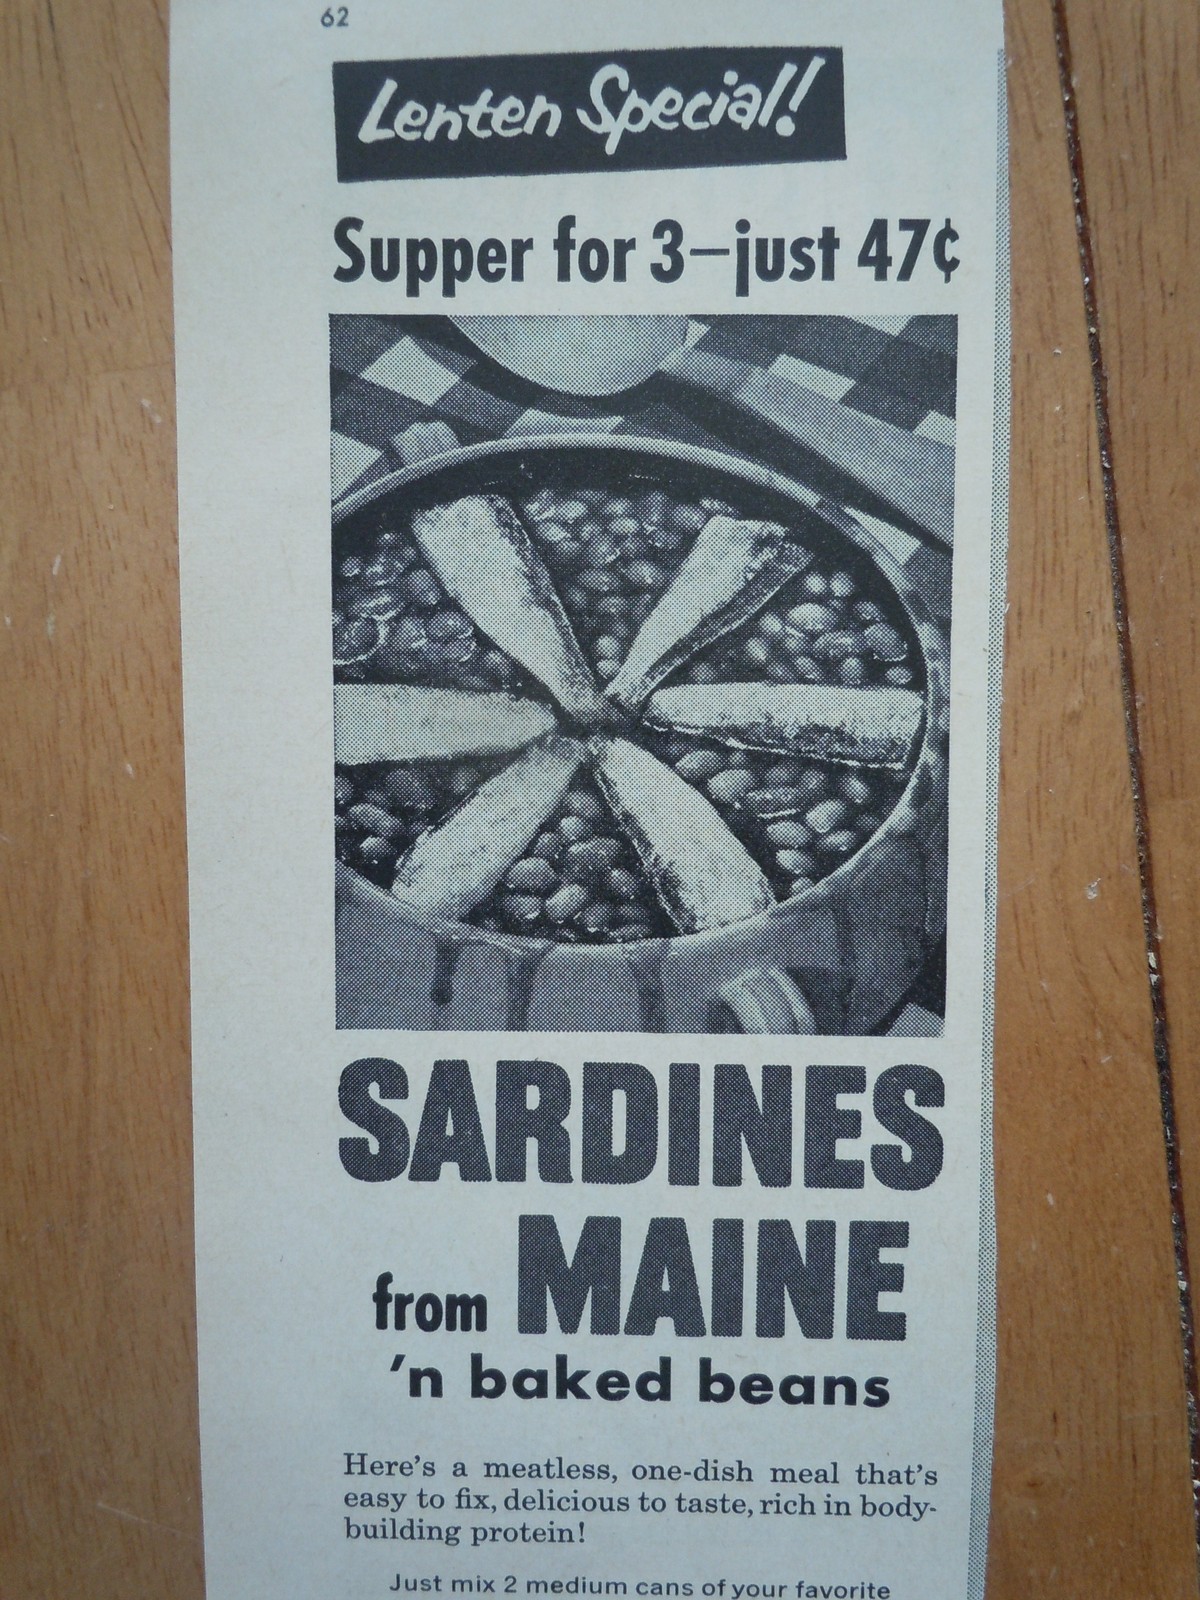 62
Lenten Special!
Supper for 3—just 47¢
SARDINES
from MAINE
'n baked beans
Here's a meatless, one-dish meal that's
easy to fix, delicious to taste, rich in body-
building protein!
Just mix 2 medium cans of your favorite